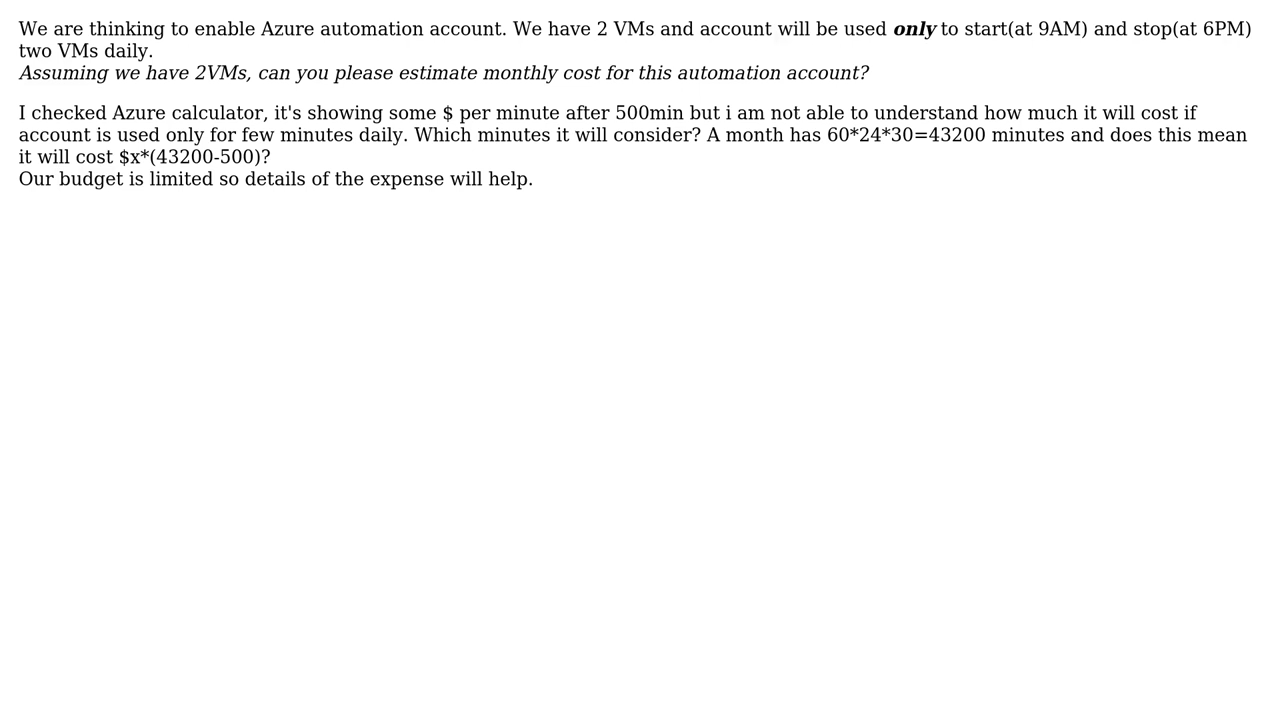 We are thinking to enable Azure automation account. We have 2 VMs and account will be used only to start(at 9AM) and stop(at 6PM)
two VMs daily.
Assuming we have 2VMs, can you please estimate monthly cost for this automation account?
I checked Azure calculator, it's showing some $ per minute after 500min but i am not able to understand how much it will cost if
account is used only for few minutes daily. Which minutes it will consider? A month has 60*24*30=43200 minutes and does this mean
it will cost $x*(43200-500)?
Our budget is limited so details of the expense will help.